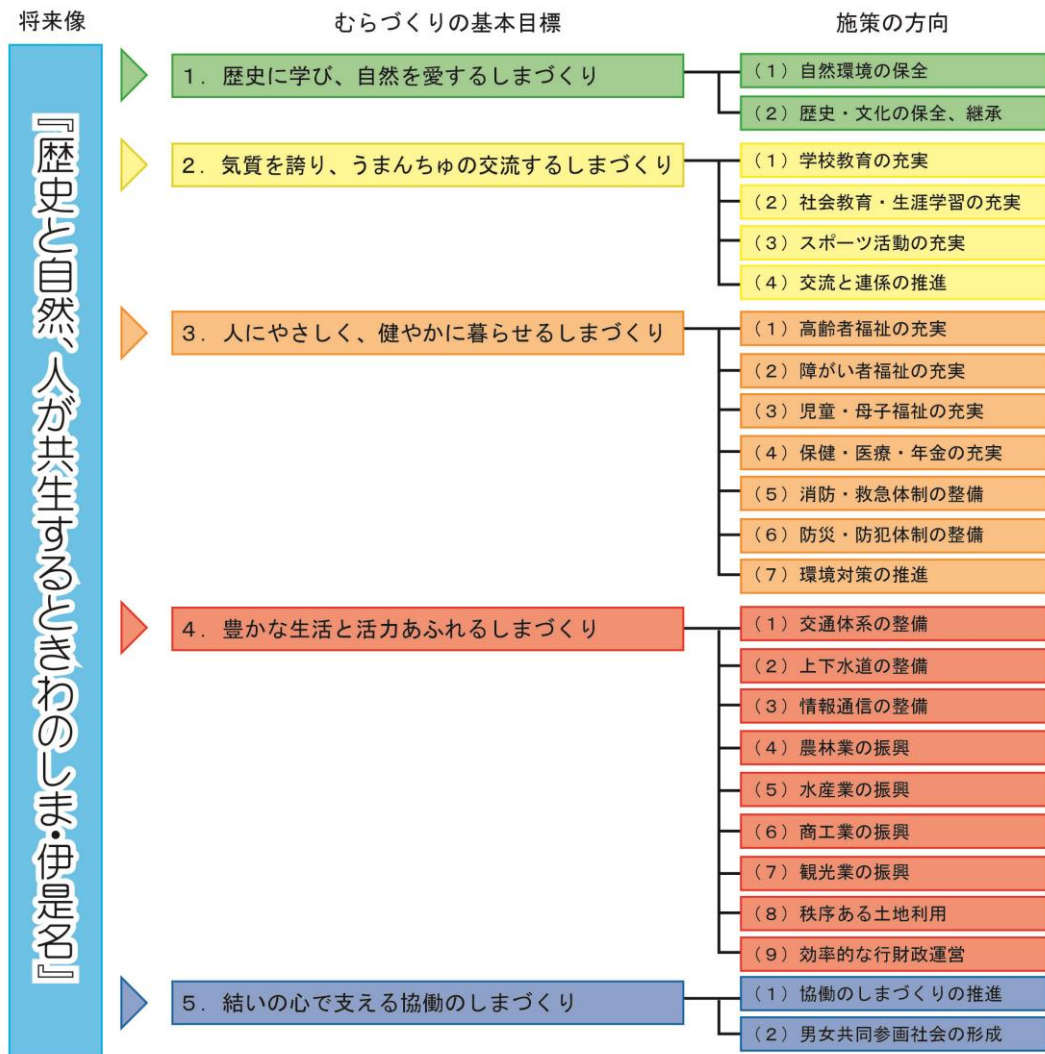 将来像
むらづくりの基本目標
施策の方向
『歴史と自然、人が共生するときわのしま・伊是名』
１．歴史に学び、自然を愛するしまづくり
（１）自然環境の保全
（２）歴史・文化の保全、継承
２．気質を誇り、うまんちゅの交流するしまづくり
（１）学校教育の充実
（２）社会教育・生涯学習の充実
（３）スポーツ活動の充実
（４）交流と連係の推進
３．人にやさしく、健やかに暮らせるしまづくり
（１）高齢者福祉の充実
（２）障がい者福祉の充実
（３）児童・母子福祉の充実
（４）保健・医療・年金の充実
（５）消防・救急体制の整備
（６）防災・防犯体制の整備
（７）環境対策の推進
４．豊かな生活と活力あふれるしまづくり
（１）交通体系の整備
（２）上下水道の整備
（３）情報通信の整備
（４）農林業の振興
（５）水産業の振興
（６）商工業の振興
（７）観光業の振興
（８）秩序ある土地利用
（９）効率的な行財政運営
５．結いの心で支える協働のしまづくり
（１）協働のしまづくりの推進
（２）男女共同参画社会の形成